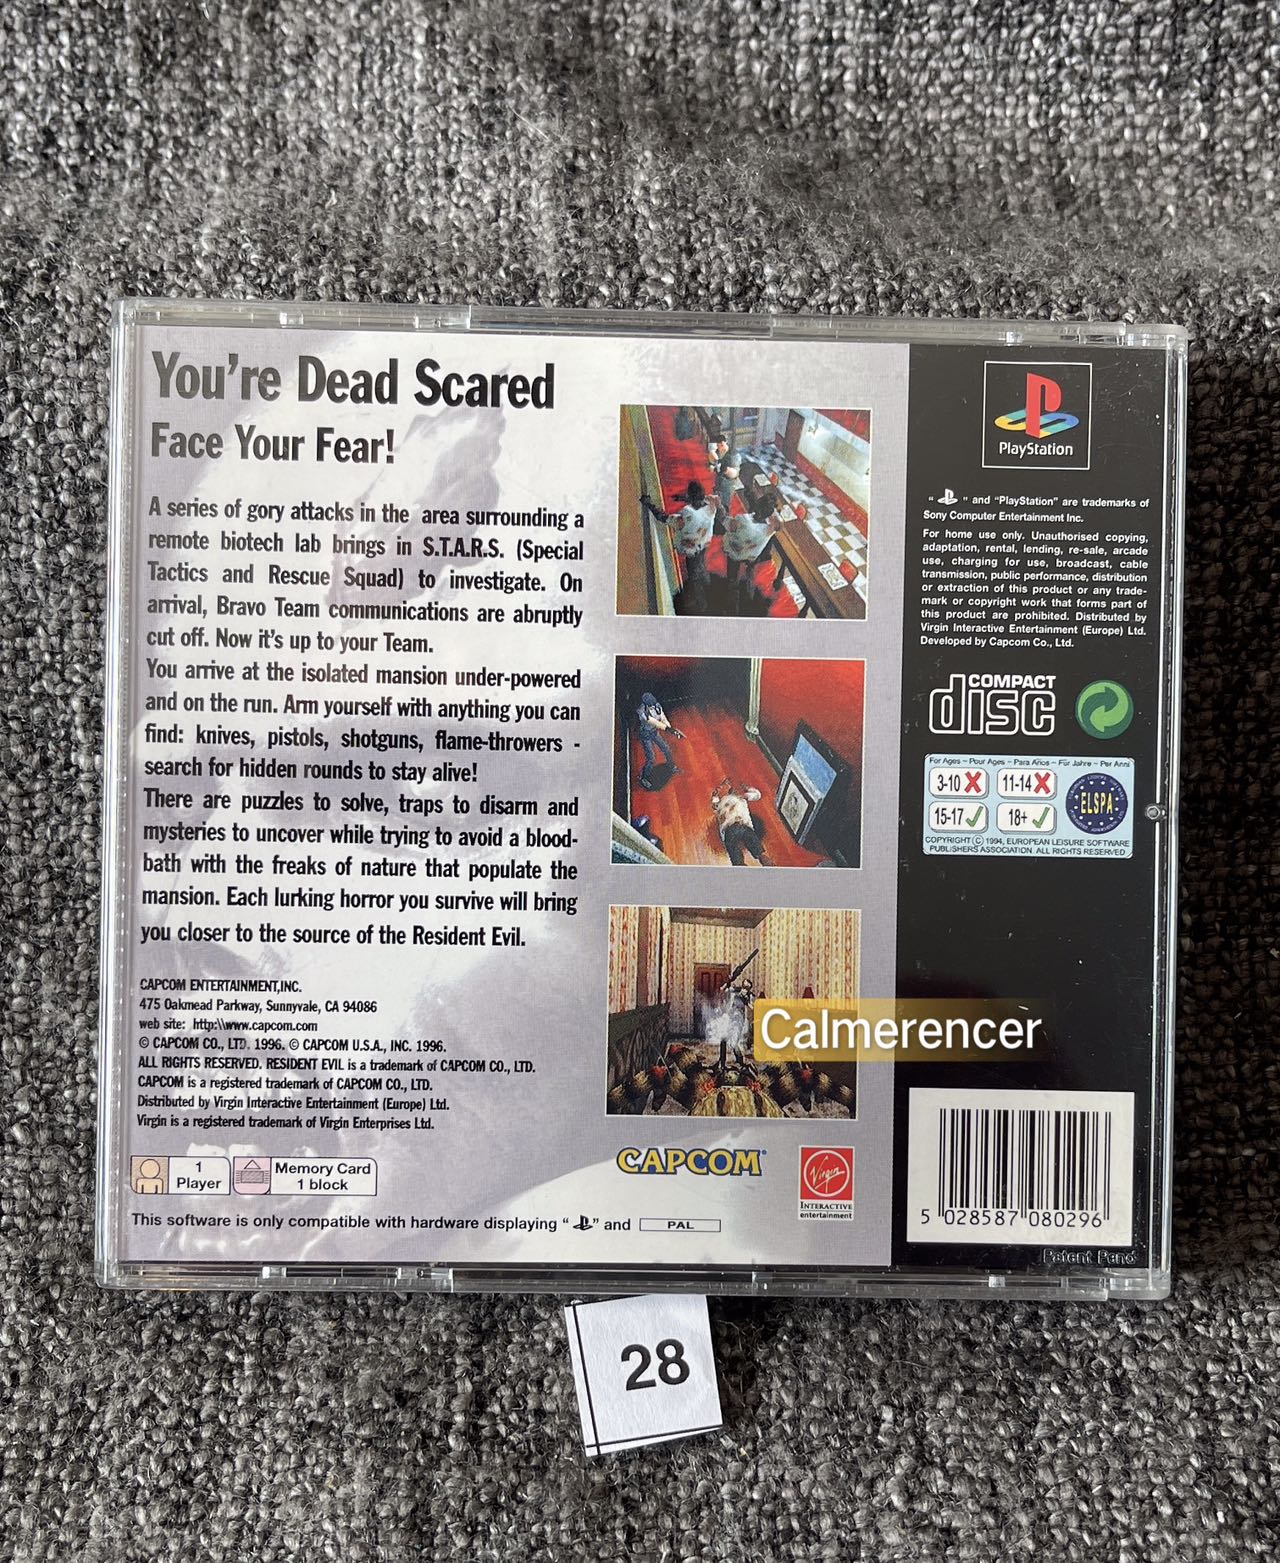 You're Dead Scared
Face Your Fear!
A series of gory attacks in the area surrounding a
remote biotech lab brings in S.T.A.R.S. (Special
Tactics and Rescue Squad) to investigate. On
arrival, Bravo Team communications are abruptly
cut off. Now it's up to your Team.
You arrive at the isolated mansion under-powered
and on the run. Arm yourself with anything you can
find: knives, pistols, shotguns, flame-throwers -
search for hidden rounds to stay alive!
There are puzzles to solve, traps to disarm and
mysteries to uncover while trying to avoid a blood-
bath with the freaks of nature that populate the
mansion. Each lurking horror you survive will bring
you closer to the source of the Resident Evil.
CAPCOM ENTERTAINMENT,INC.
475 Oakmead Parkway, Sunnyvale, CA 94086
web site: http:\\www.capcom.com
© CAPCOM CO., LTD. 1996. © CAPCOM U.S.A., INC. 1996.
ALL RIGHTS RESERVED. RESIDENT EVIL is a trademark of CAPCOM CO., LTD.
CAPCOM is a registered trademark of CAPCOM CO., LTD.
Distributed by Virgin Interactive Entertainment (Europe) Ltd.
Virgin is a registered trademark of Virgin Enterprises Ltd.
1
Player
Memory Card
1 block
This software is only compatible with hardware displaying " " and PAL
CAPCOM
Virgin
INTERACTIVE
entertainment
Calmerencer
PlayStation
" " and "PlayStation" are trademarks of
Sony Computer Entertainment Inc.
For home use only. Unauthorised copying,
adaptation, rental, lending, re-sale, arcade
use, charging for use, broadcast, cable
transmission, public performance, distribution
or extraction of this product or any trade-
mark or copyright work that forms part of
this product are prohibited. Distributed by
Virgin Interactive Entertainment (Europe) Ltd.
Developed by Capcom Co., Ltd.
COMPACT
disc
For Ages – Pour Ages – Para Años – Für Jahre – Per Anni
3-10 11-14
15-17 18+
ELSPA
COPYRIGHT © 1994, EUROPEAN LEISURE SOFTWARE
PUBLISHERS ASSOCIATION. ALL RIGHTS RESERVED
5 028587 080296
Patent Pend
28